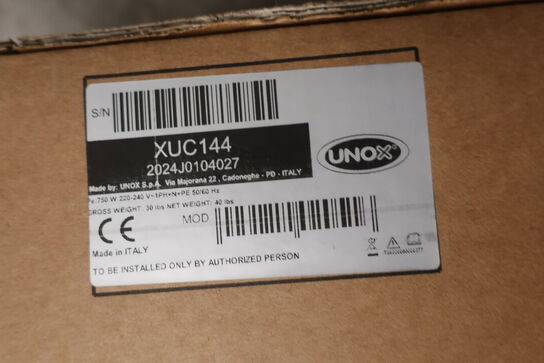 S/N
XUC144
2024J0104027
UNOX
Made by: UNOX S.p.A. Via Majorana 22 , Cadoneghe - PD - ITALY
750 W 220-240 V~1PH+N+PE 50/60 Hz
GROSS WEIGHT: 30 lbs NET WEIGHT: 40 lbs
MOD
CE
Made in ITALY
TO BE INSTALLED ONLY BY AUTHORIZED PERSON